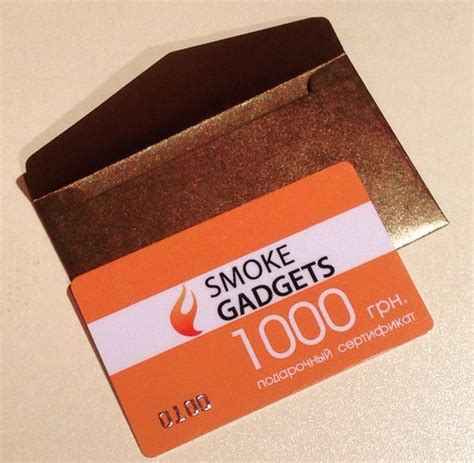 SMOKE
GADGETS
1000 грн.
подарочный сертификат
0100